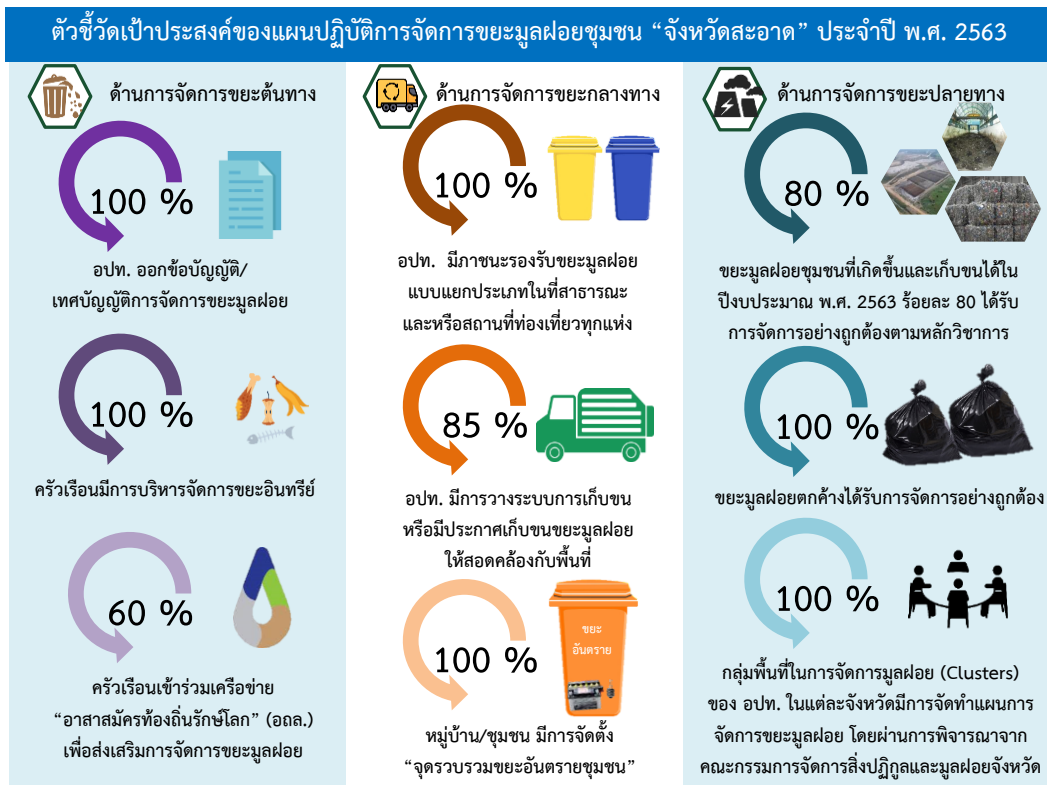 ตัวชี้วัดเป้าประสงค์ของแผนปฏิบัติการจัดการขยะมูลฝอยชุมชน “จังหวัดสะอาด” ประจำปี พ.ศ. 2563
ด้านการจัดการขยะต้นทาง
100 %
อปท. ออกข้อบัญญัติ/
เทศบัญญัติการจัดการขยะมูลฝอย
100 %
ครัวเรือนมีการบริหารจัดการขยะอินทรีย์
60 %
ครัวเรือนเข้าร่วมเครือข่าย
“อาสาสมัครท้องถิ่นรักษ์โลก” (อถล.)
เพื่อส่งเสริมการจัดการขยะมูลฝอย
ด้านการจัดการขยะกลางทาง
100 %
อปท. มีภาชนะรองรับขยะมูลฝอย
แบบแยกประเภทในที่สาธารณะ
และหรือสถานที่ท่องเที่ยวทุกแห่ง
85 %
อปท. มีการวางระบบการเก็บขน
หรือมีประกาศเก็บขนขยะมูลฝอย
ให้สอดคล้องกับพื้นที่
100 %
ขยะ
อันตราย
หมู่บ้าน/ชุมชน มีการจัดตั้ง
“จุดรวบรวมขยะอันตรายชุมชน”
ด้านการจัดการขยะปลายทาง
80 %
ขยะมูลฝอยชุมชนที่เกิดขึ้นและเก็บขนได้ใน
ปีงบประมาณ พ.ศ. 2563 ร้อยละ 80 ได้รับ
การจัดการอย่างถูกต้องตามหลักวิชาการ
100 %
ขยะมูลฝอยตกค้างได้รับการจัดการอย่างถูกต้อง
100 %
กลุ่มพื้นที่ในการจัดการมูลฝอย (Clusters)
ของ อปท. ในแต่ละจังหวัดมีการจัดทำแผนการ
จัดการขยะมูลฝอย โดยผ่านการพิจารณาจาก
คณะกรรมการจัดการสิ่งปฏิกูลและมูลฝอยจังหวัด